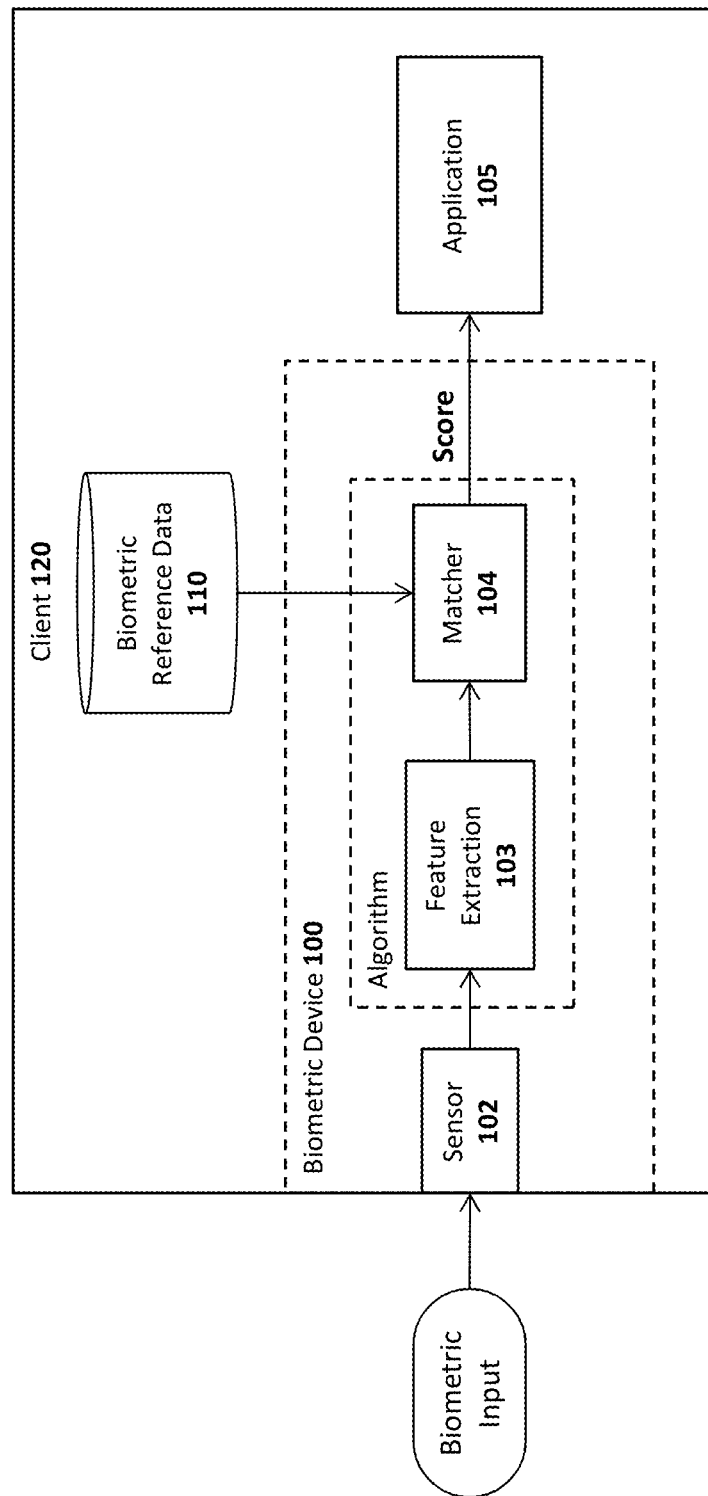 Client 120
Biometric
Reference Data
110
Biometric Device 100
Algorithm
Biometric
Input
Sensor
102
Feature
Extraction
103
Matcher
104
Score
Application
105